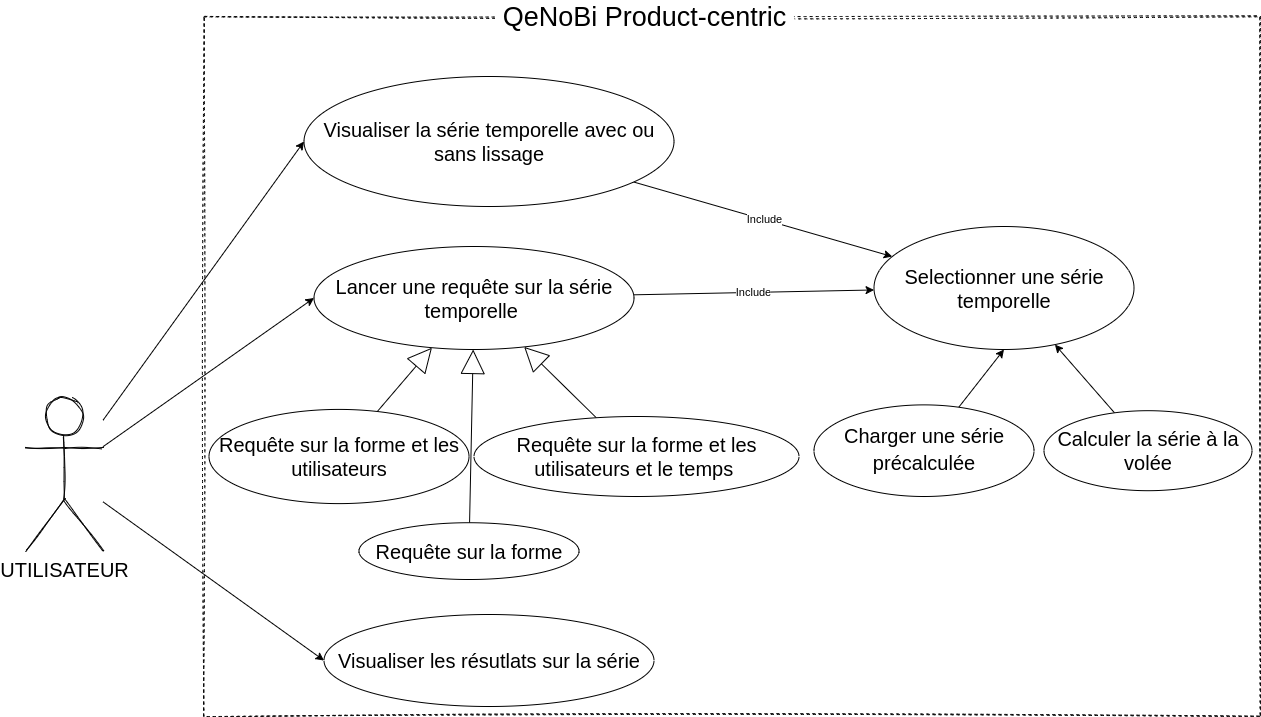 QeNoBi Product-centric
Visualiser la série temporelle avec ou
sans lissage
Include
Lancer une requête sur la série
temporelle
Include
Selectionner une série
temporelle
Requête sur la forme et les
utilisateurs
Requête sur la forme et les
utilisateurs et le temps
Charger une série
précalculée
Calculer la série à la
volée
Requête sur la forme
UTILISATEUR
Visualiser les résutlats sur la série